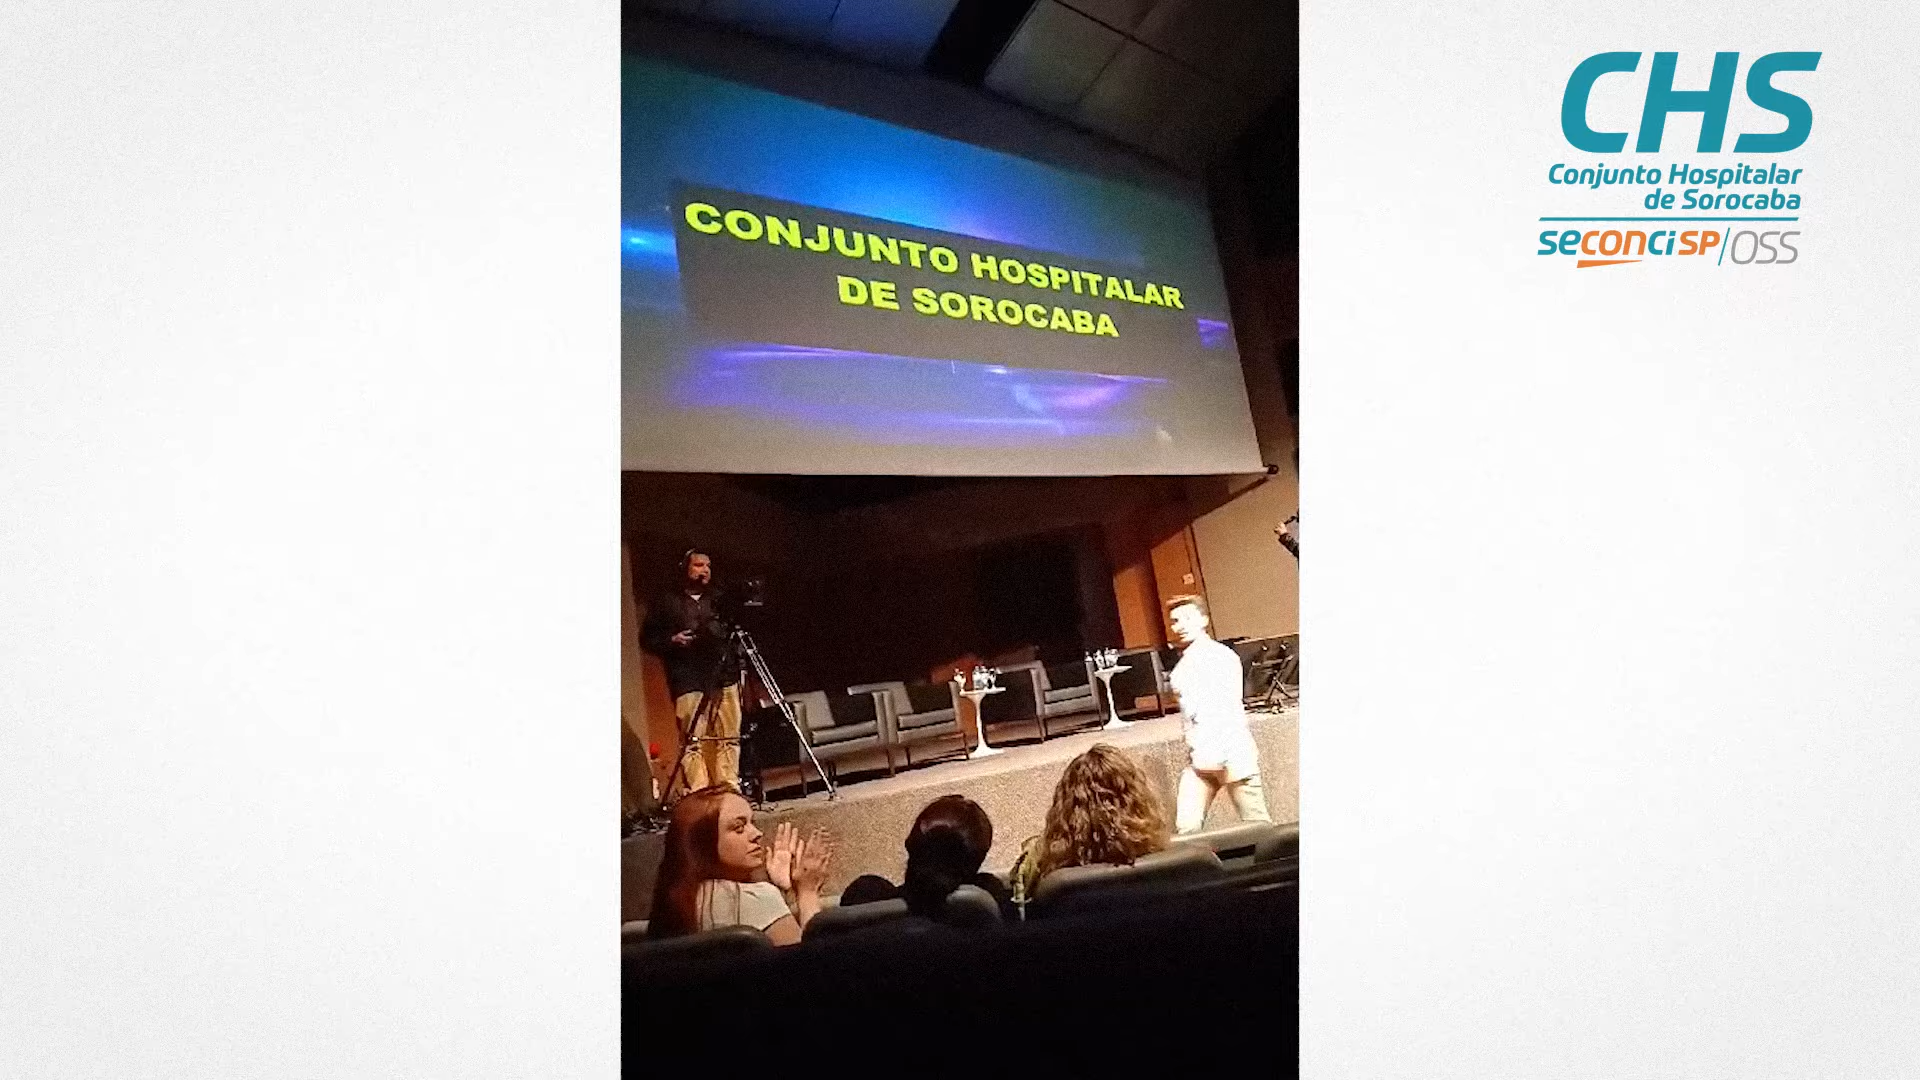 CONJUNTO HOSPITALAR
DE SOROCABA
CHS
Conjunto Hospitalar
de Sorocaba
seconci SP/OSS